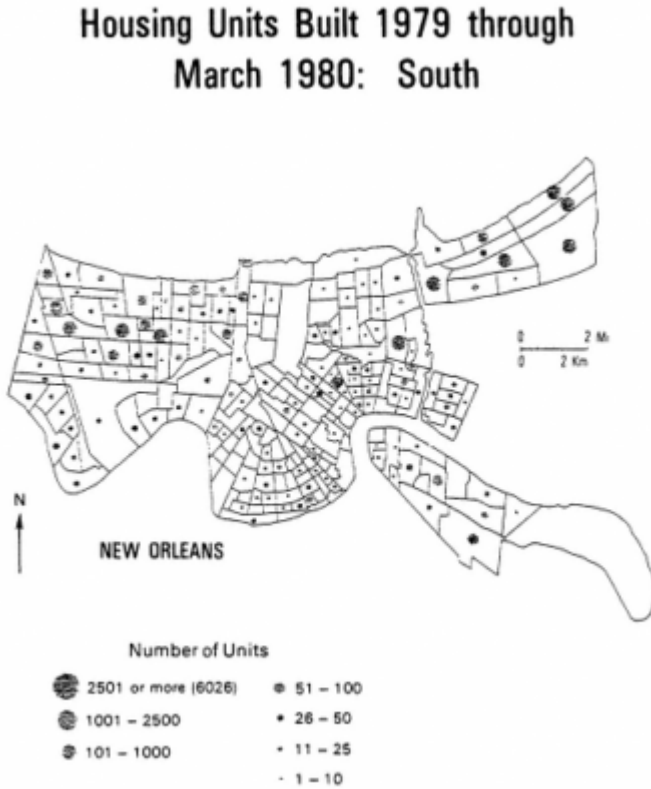 Housing Units Built 1979 through
March 1980: South
0 2 Mi
0 2 Km
N
NEW ORLEANS
Number of Units
2501 or more (6026)
1001 – 2500
101 – 1000
51 – 100
26 – 50
11 – 25
1 – 10